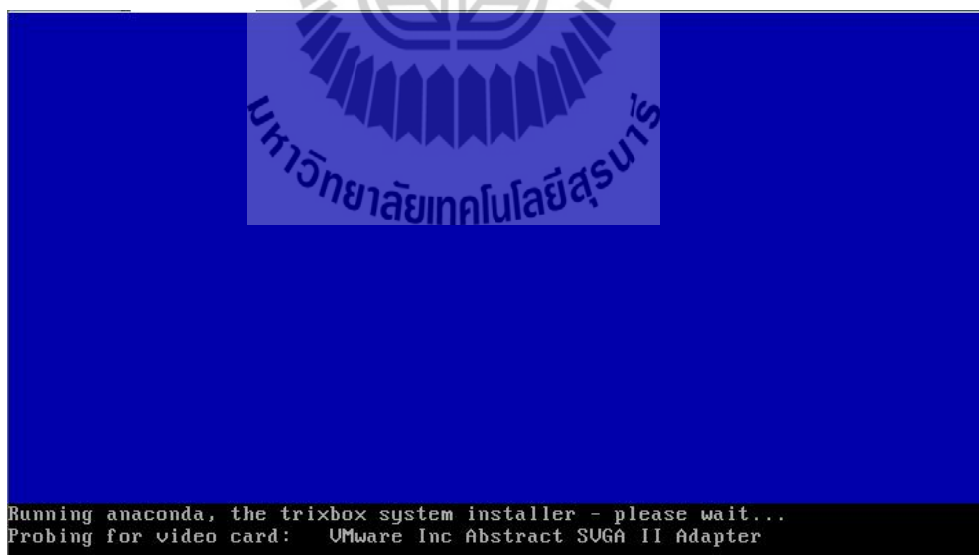 มหาวิทยาลัยเทคโนโลยีสุรนารี
Running anaconda, the trixbox system installer - please wait...
Probing for video card:   VMware Inc Abstract SVGA II Adapter